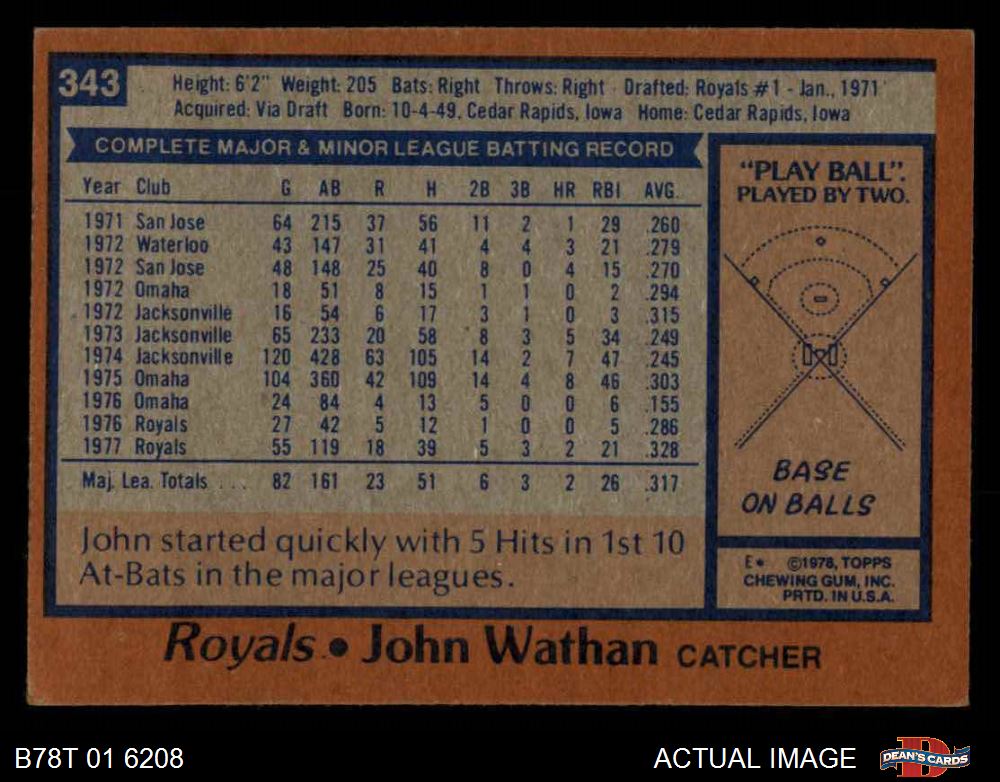 343
Height: 6'2" Weight: 205 Bats: Right Throws: Right Drafted: Royals #1 - Jan., 1971
Acquired: Via Draft Born: 10-4-49, Cedar Rapids, Iowa Home: Cedar Rapids, Iowa
COMPLETE MAJOR & MINOR LEAGUE BATTING RECORD
Year Club G AB R H 2B 3B HR RBI AVG.
1971 San Jose 64 215 37 56 11 2 1 29 .260
1972 Waterloo 43 147 31 41 4 4 3 21 .279
1972 San Jose 48 148 25 40 8 0 4 15 .270
1972 Omaha 18 51 8 15 1 1 0 2 .294
1972 Jacksonville 16 54 6 17 3 1 0 3 .315
1973 Jacksonville 65 233 20 58 8 3 5 34 .249
1974 Jacksonville 120 428 63 105 14 2 7 47 .245
1975 Omaha 104 360 42 109 14 4 8 46 .303
1976 Omaha 24 84 4 13 5 0 0 6 .155
1976 Royals 27 42 5 12 1 0 0 5 .286
1977 Royals 55 119 18 39 5 3 2 21 .328
Maj. Lea. Totals . . . 82 161 23 51 6 3 2 26 .317
John started quickly with 5 Hits in 1st 10
At-Bats in the major leagues.
"PLAY BALL".
PLAYED BY TWO.
BASE
ON BALLS
E* ©1978, TOPPS
CHEWING GUM, INC.
PRTD. IN U.S.A.
Royals • John Wathan CATCHER
B78T 01 6208
ACTUAL IMAGE
DEAN'S CARDS